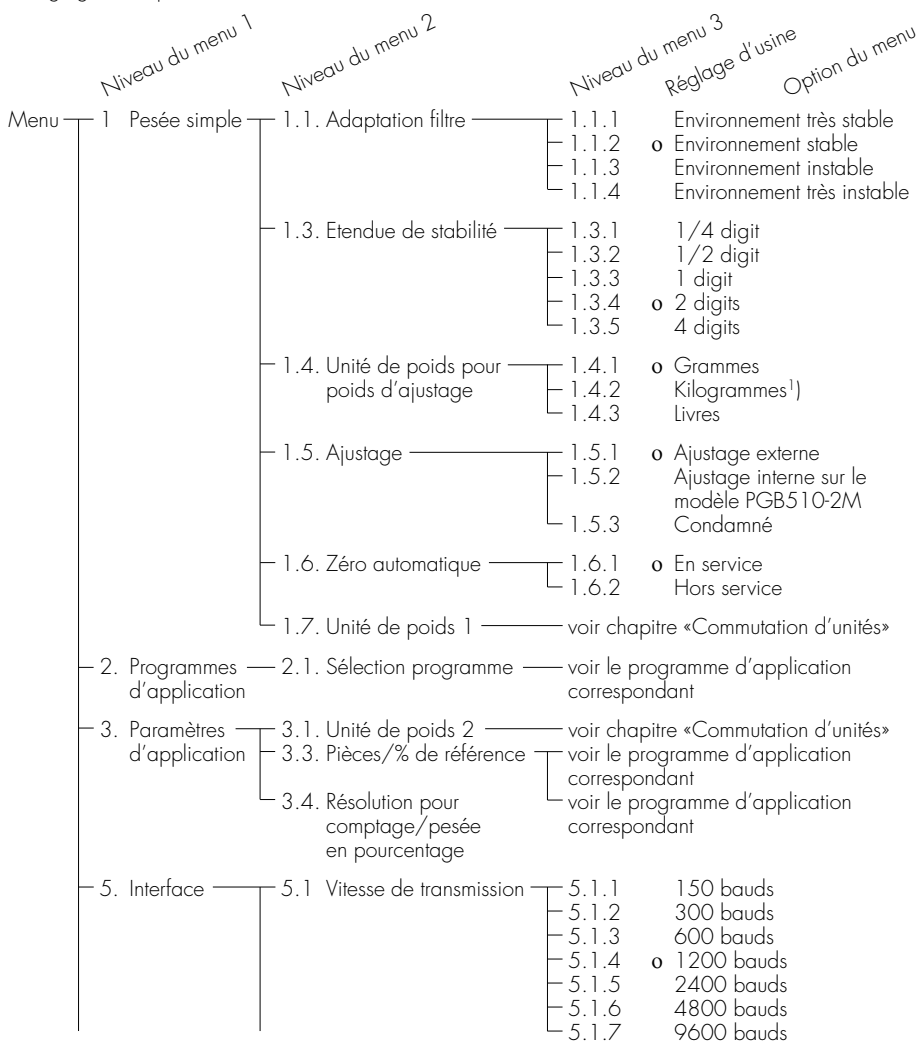 Niveau du menu 1
Niveau du menu 2
Niveau du menu 3
Réglage d'usine
Option du menu
Menu 1 Pesée simple 1.1. Adaptation filtre 1.1.1 Environnement très stable
1.1.2 o Environnement stable
1.1.3 Environnement instable
1.1.4 Environnement très instable
1.3. Etendue de stabilité 1.3.1 1/4 digit
1.3.2 1/2 digit
1.3.3 1 digit
1.3.4 o 2 digits
1.3.5 4 digits
1.4. Unité de poids pour 1.4.1 o Grammes
poids d'ajustage 1.4.2 Kilogrammes1)
1.4.3 Livres
1.5. Ajustage 1.5.1 o Ajustage externe
1.5.2 Ajustage interne sur le
modèle PGB510-2M
1.5.3 Condamné
1.6. Zéro automatique 1.6.1 o En service
1.6.2 Hors service
1.7. Unité de poids 1 voir chapitre «Commutation d'unités»
2. Programmes 2.1. Sélection programme voir le programme d'application
d'application correspondant
3. Paramètres 3.1. Unité de poids 2 voir chapitre «Commutation d'unités»
d'application 3.3. Pièces/% de référence voir le programme d'application
correspondant
3.4. Résolution pour voir le programme d'application
comptage/pesée correspondant
en pourcentage
5. Interface 5.1 Vitesse de transmission 5.1.1 150 bauds
5.1.2 300 bauds
5.1.3 600 bauds
5.1.4 o 1200 bauds
5.1.5 2400 bauds
5.1.6 4800 bauds
5.1.7 9600 bauds